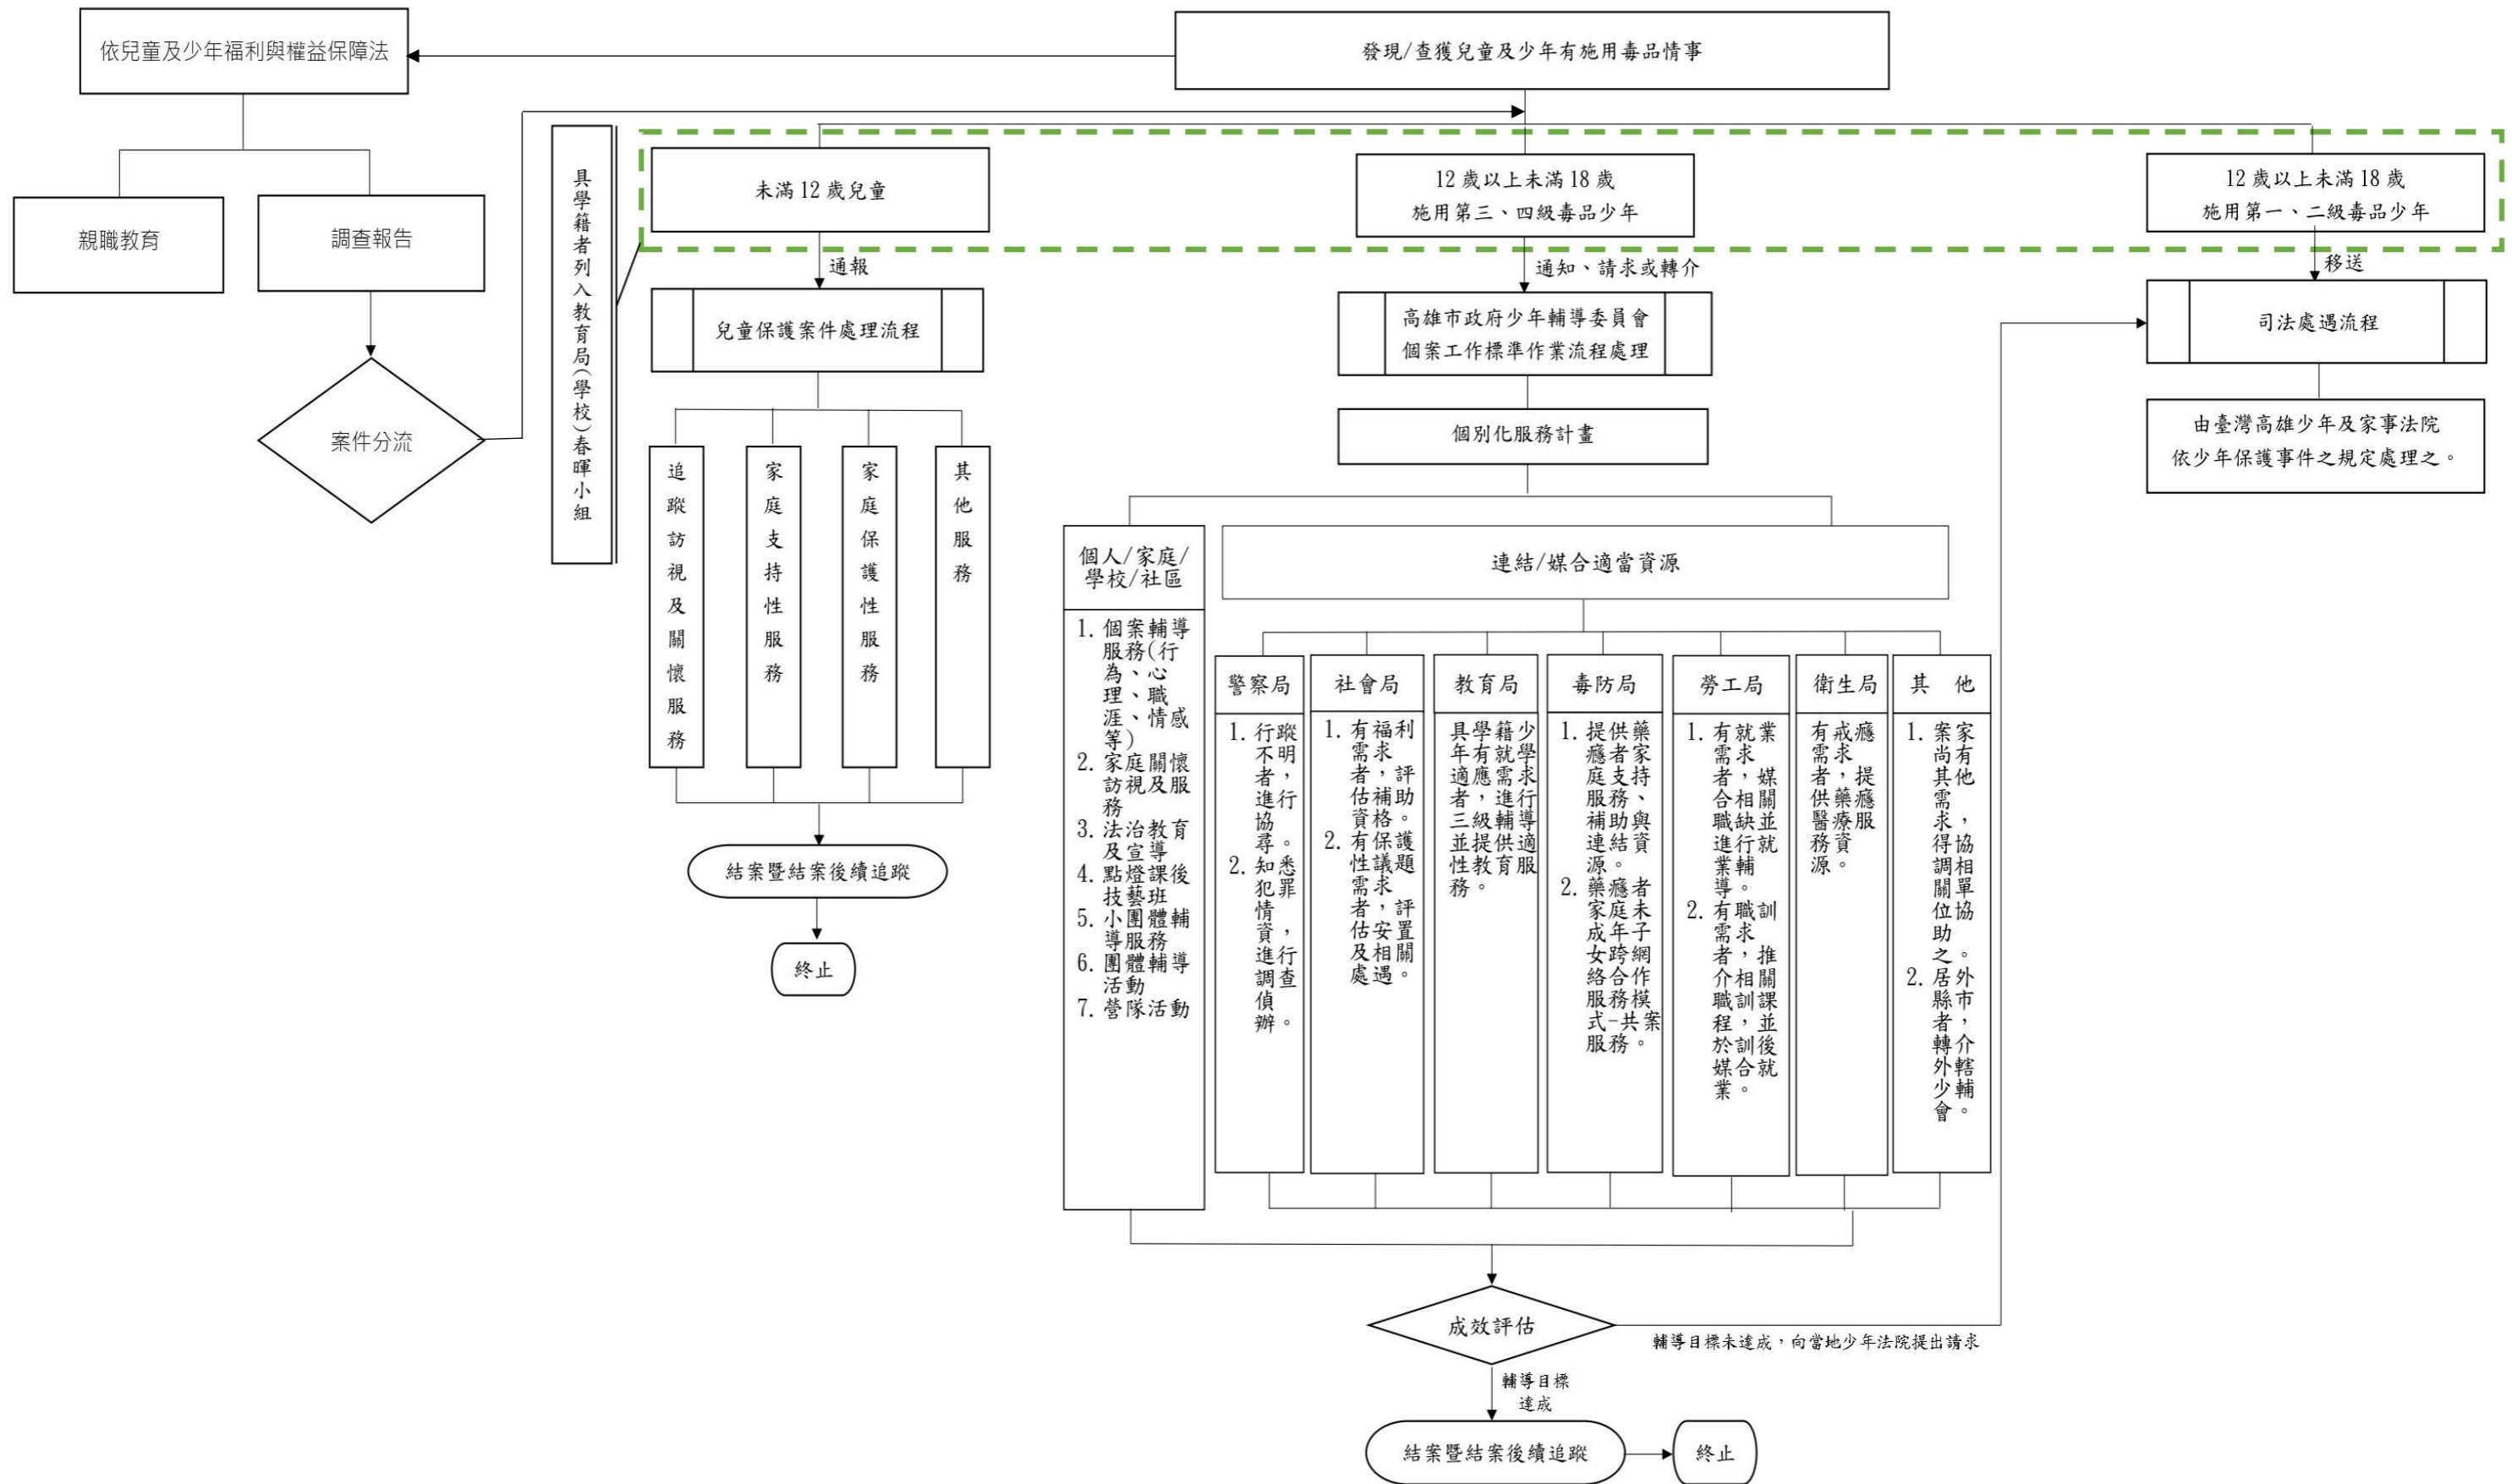 依兒童及少年福利與權益保障法
發現/查獲兒童及少年有施用毒品情事
親職教育
調查報告
案件分流
具學籍者列入教育局(學校)春暉小組
未滿 12 歲兒童
12 歲以上未滿 18 歲
施用第三、四級毒品少年
12 歲以上未滿 18 歲
施用第一、二級毒品少年
通報
通知、請求或轉介
移送
兒童保護案件處理流程
高雄市政府少年輔導委員會
個案工作標準作業流程處理
司法處遇流程
個別化服務計畫
由臺灣高雄少年及家事法院
依少年保護事件之規定處理之。
追蹤訪視及關懷服務
家庭支持性服務
家庭保護性服務
其他服務
結案暨結案後續追蹤
終止
個人/家庭/
學校/社區
1. 個案輔導
服務(行
為、心
理、職
涯、情感
等)
2. 家庭關懷
訪視及服
務
3. 法治教育
及宣導
4. 點燈課後
技藝班
5. 小團體輔
導服務
6. 團體輔導
活動
7. 營隊活動
連結/媒合適當資源
警察局
1. 行蹤
不明
者，
進行
協
尋。
2. 知悉
犯罪
情
資，
進行
調查
偵
辦。
社會局
1. 有福利
需求
者，評
估補助
資格。
2. 有保護
性議題
需求
者，評
估安置
及相關
處遇。
教育局
具學籍少
年有就學
適應需求
者，進行
三級輔導
並提供適
性教育服
務。
毒防局
1. 提供藥
癮者家
庭支持
服務、
補助與
連結資
源。
2. 藥癮者
家庭未
成年子
女跨網
絡合作
服務模
式-共案
服務。
勞工局
1. 有就業
需求
者，媒
合相關
職缺並
進行就
業輔
導。
2. 有職訓
需求
者，推
介相關
職訓課
程，並
於訓後
媒合就
業。
衛生局
有戒癮
需求
者，提
供藥癮
醫療服
務資
源。
其　他
1. 案家
尚有
其他
需
求，
得協
調相
關單
位協
助
之。
2. 居外
縣市
者，
轉介
外轄
少輔
會。
成效評估
輔導目標未達成，向當地少年法院提出請求
輔導目標
達成
結案暨結案後續追蹤
終止